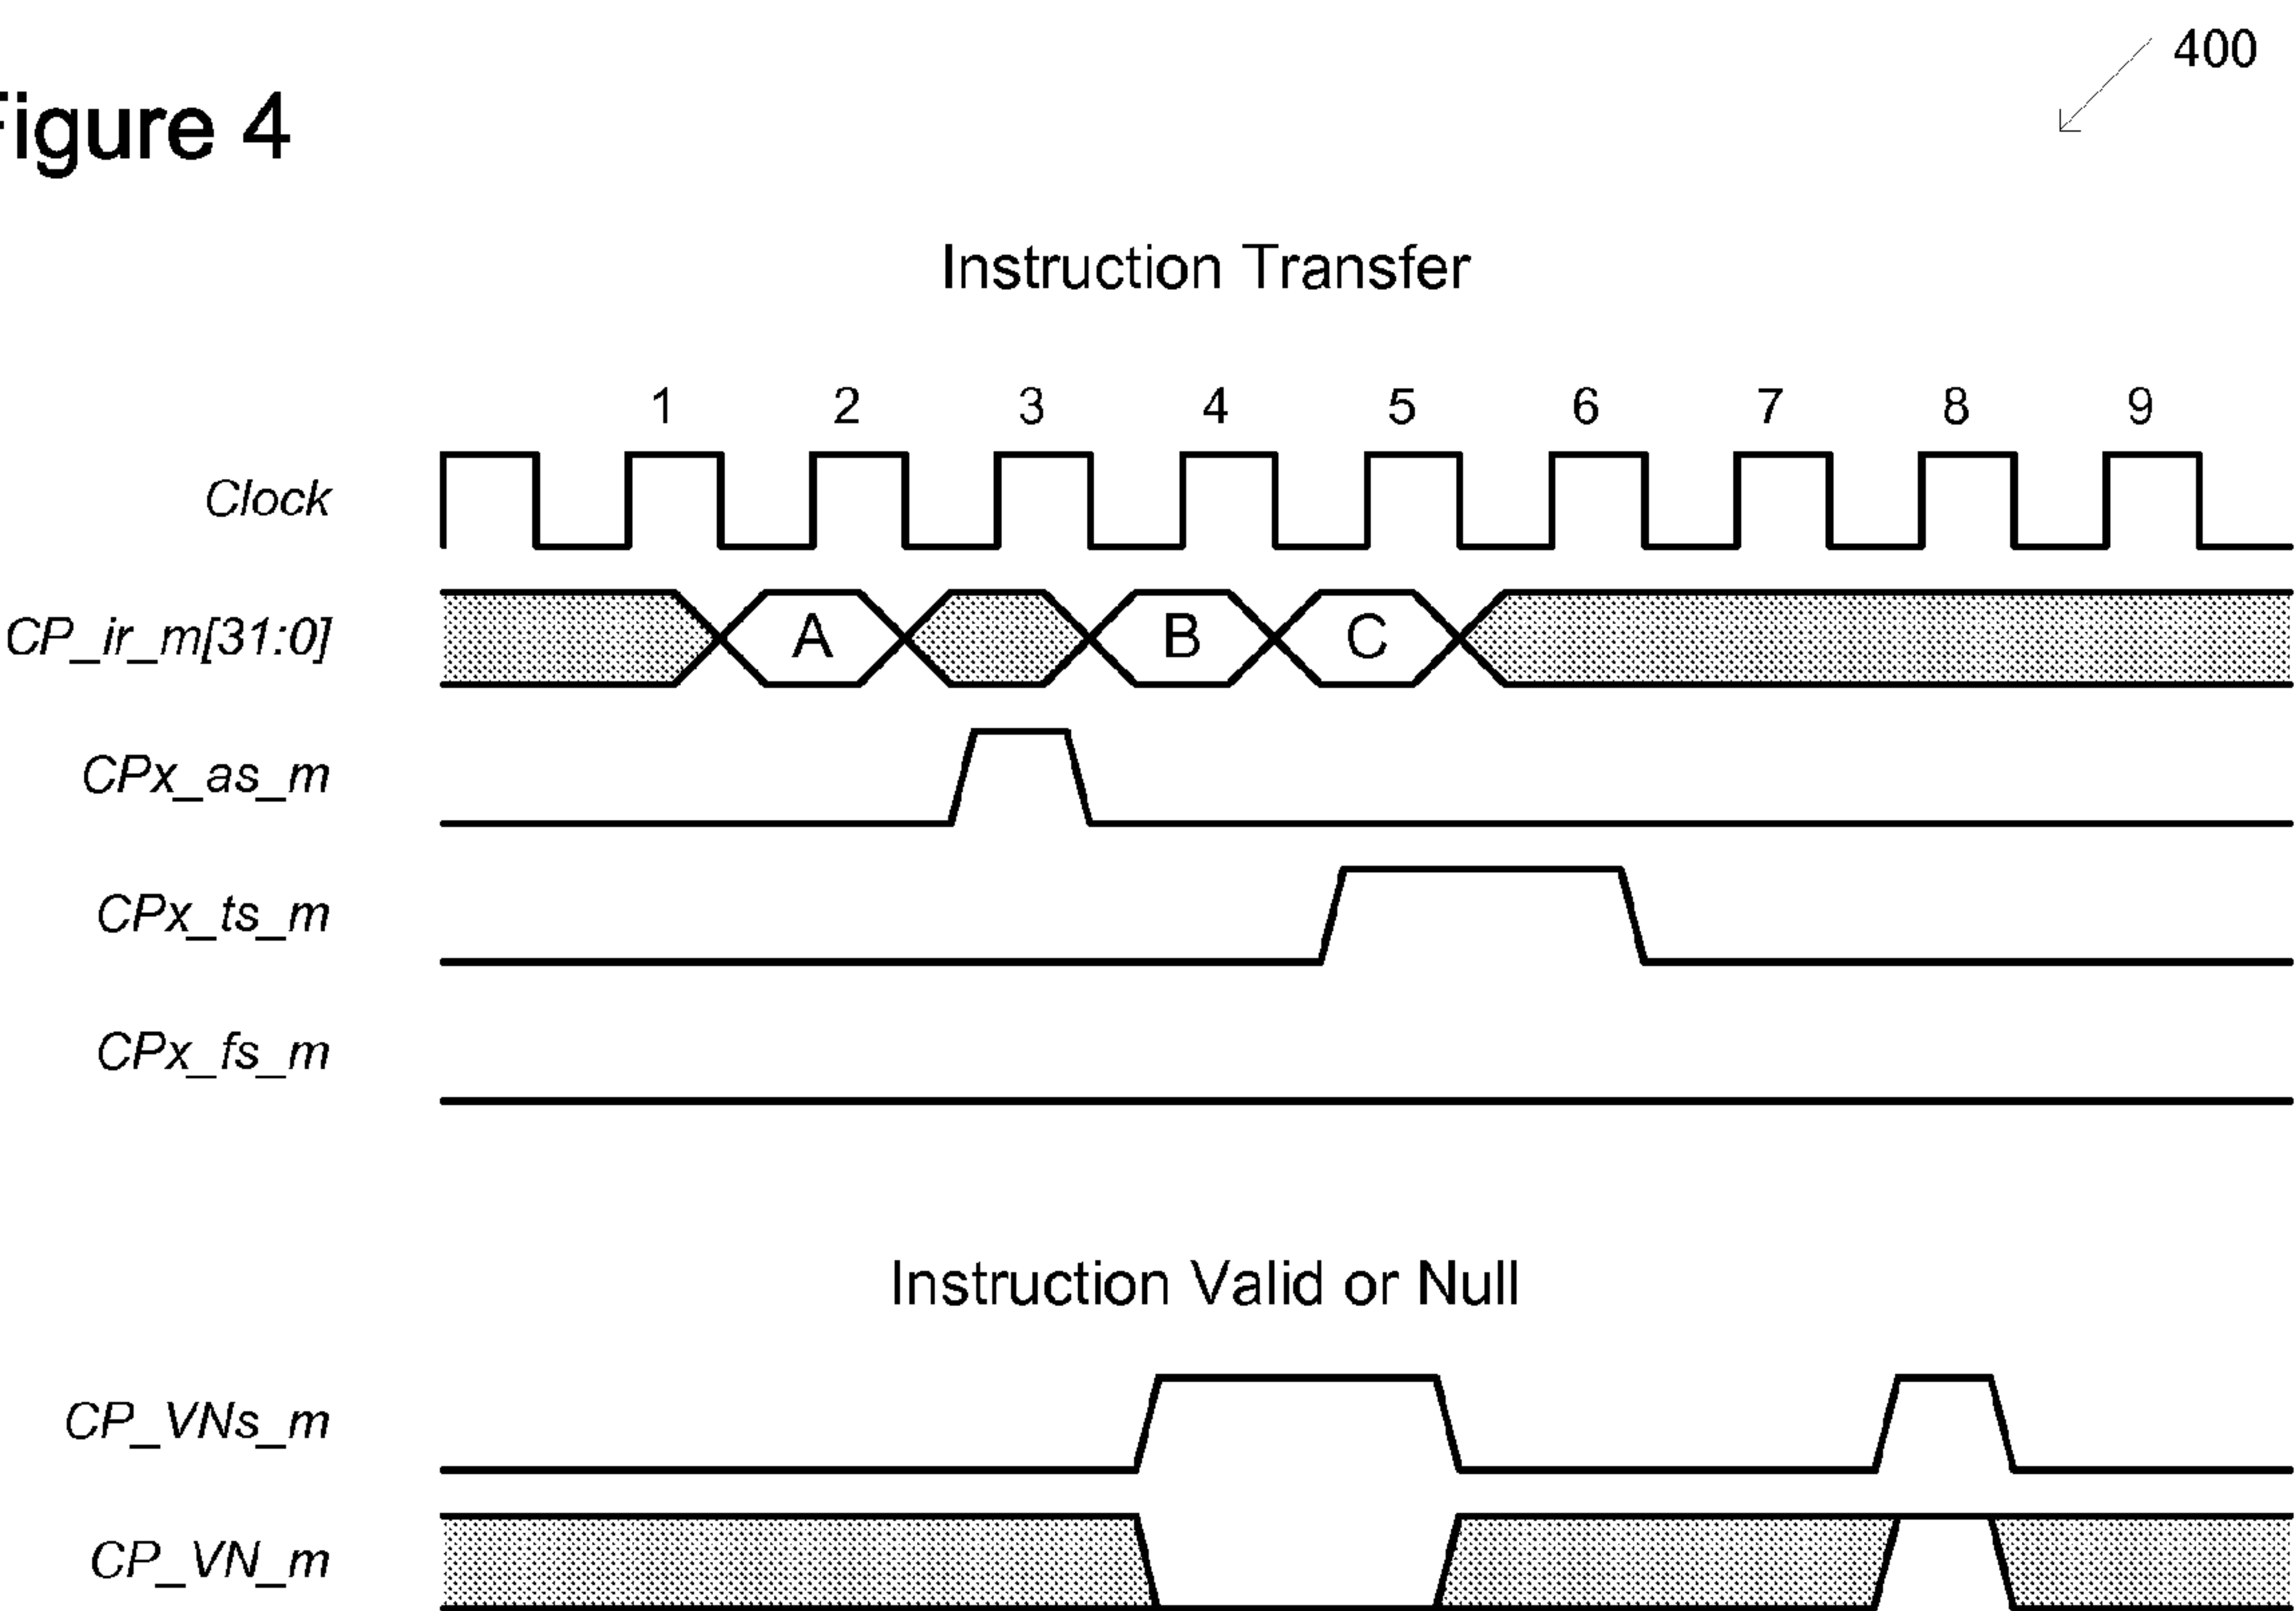 400
Figure 4
Instruction Transfer
1 2 3 4 5 6 7 8 9
Clock
CP_ir_m[31:0] A B C
CPx_as_m
CPx_ts_m
CPx_fs_m
Instruction Valid or Null
CP_VNs_m
CP_VN_m